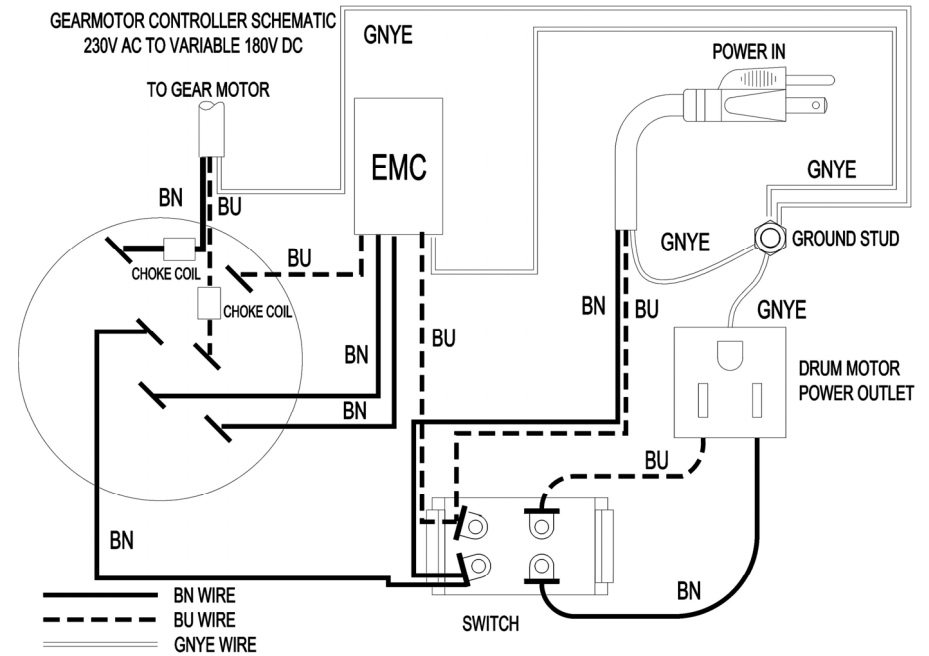 GEARMOTOR CONTROLLER SCHEMATIC
230V AC TO VARIABLE 180V DC
GNYE
POWER IN
TO GEAR MOTOR
EMC
GNYE
BN
BU
GNYE
GROUND STUD
CHOKE COIL
BU
CHOKE COIL
BN
BU
GNYE
BU
BN
DRUM MOTOR
POWER OUTLET
BN
BU
BN
BN
SWITCH
BN WIRE
BU WIRE
GNYE WIRE